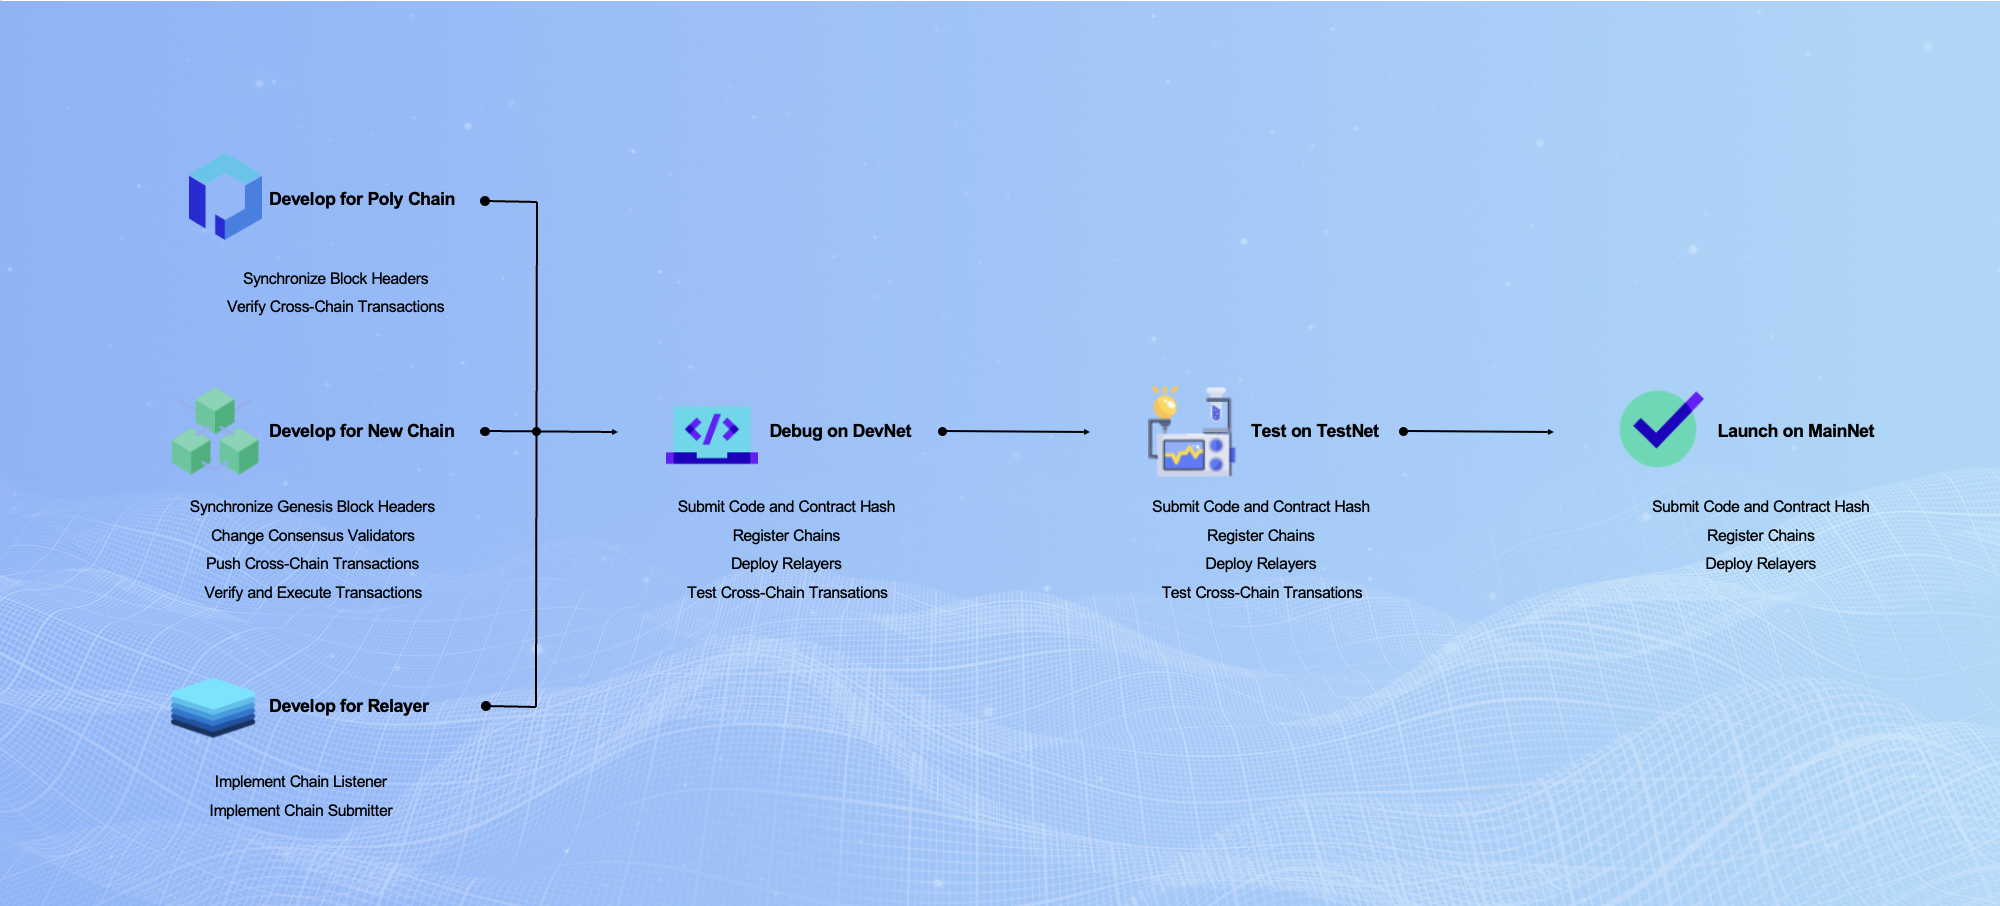 Develop for Poly Chain
Synchronize Block Headers
Verify Cross-Chain Transactions
Develop for New Chain
Synchronize Genesis Block Headers
Change Consensus Validators
Push Cross-Chain Transactions
Verify and Execute Transactions
Develop for Relayer
Implement Chain Listener
Implement Chain Submitter
Debug on DevNet
Submit Code and Contract Hash
Register Chains
Deploy Relayers
Test Cross-Chain Transations
Test on TestNet
Submit Code and Contract Hash
Register Chains
Deploy Relayers
Test Cross-Chain Transations
Launch on MainNet
Submit Code and Contract Hash
Register Chains
Deploy Relayers